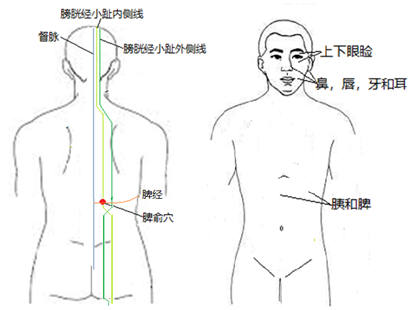 膀胱经小趾内侧线
督脉
膀胱经小趾外侧线
脾经
脾俞穴
上下眼睑
鼻，唇，牙和耳
胰和脾